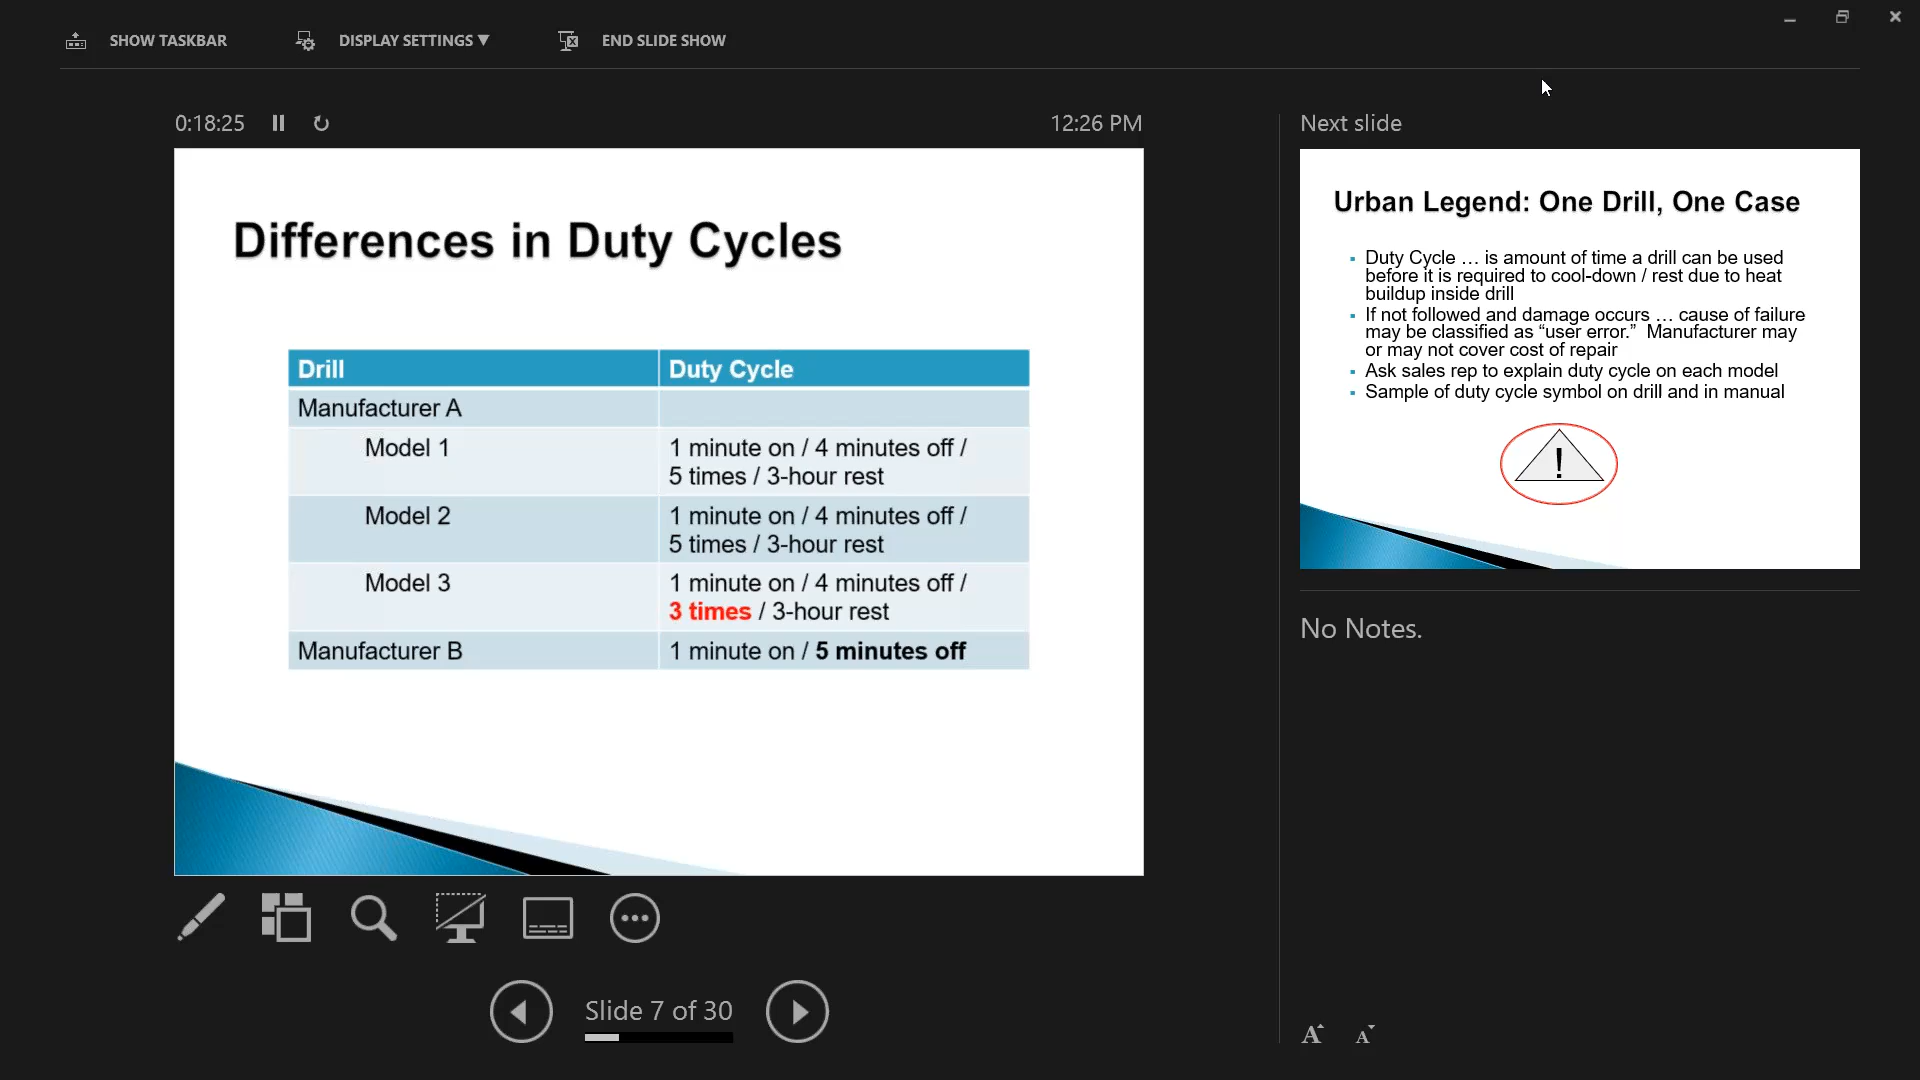 SHOW TASKBAR
DISPLAY SETTINGS ▼
END SLIDE SHOW
0:18:25
12:26 PM
Differences in Duty Cycles
Drill
Duty Cycle
Manufacturer A
Model 1
1 minute on / 4 minutes off /
5 times / 3-hour rest
Model 2
1 minute on / 4 minutes off /
5 times / 3-hour rest
Model 3
1 minute on / 4 minutes off /
3 times / 3-hour rest
Manufacturer B
1 minute on / 5 minutes off
Slide 7 of 30
Next slide
Urban Legend: One Drill, One Case
Duty Cycle … is amount of time a drill can be used
before it is required to cool-down / rest due to heat
buildup inside drill
If not followed and damage occurs … cause of failure
may be classified as “user error.”  Manufacturer may
or may not cover cost of repair
Ask sales rep to explain duty cycle on each model
Sample of duty cycle symbol on drill and in manual
!
No Notes.
A A